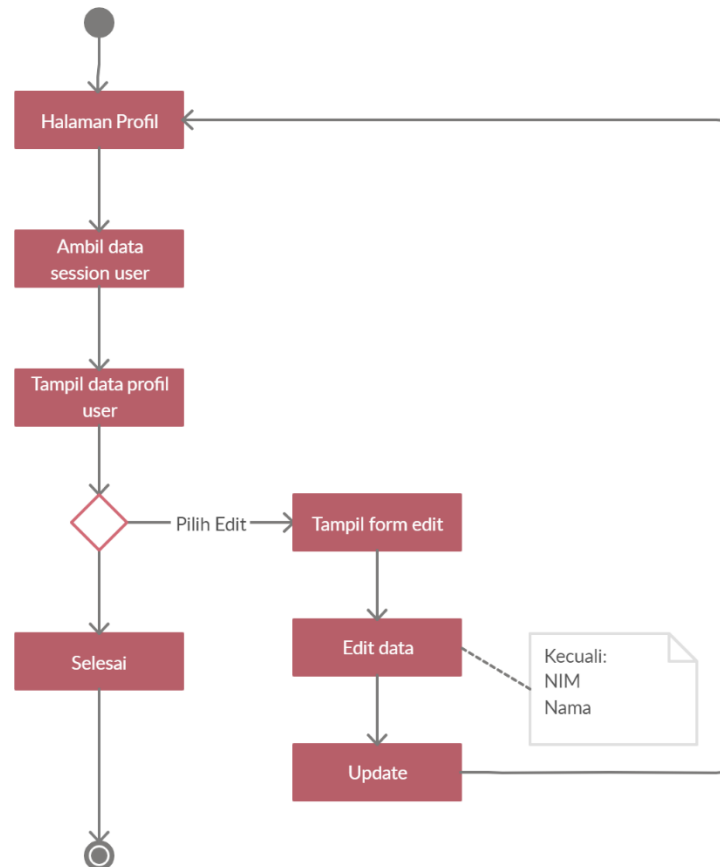 Halaman Profil
Ambil data
session user
Tampil data profil
user
Pilih Edit
Tampil form edit
Selesai
Edit data
Kecuali:
NIM
Nama
Update